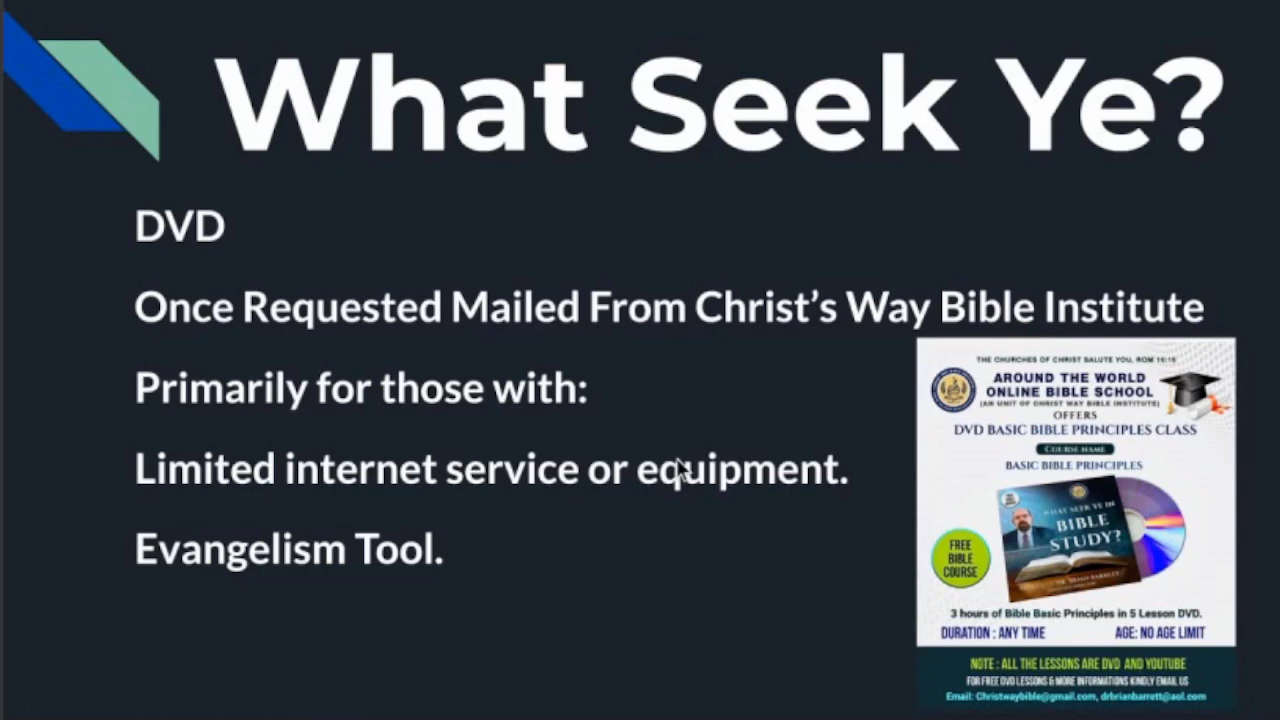 What Seek Ye?
DVD
Once Requested Mailed From Christ's Way Bible Institute
Primarily for those with:
Limited internet service or equipment.
Evangelism Tool.
THE CHURCHES OF CHRIST SALUTE YOU, ROM 16:16
AROUND THE WORLD
ONLINE BIBLE SCHOOL
(AN UNIT OF CHRIST WAY BIBLE INSTITUTE)
OFFERS
DVD BASIC BIBLE PRINCIPLES CLASS
COURSE NAME
BASIC BIBLE PRINCIPLES
WHAT SEEK YE IN
BIBLE
STUDY?
FREE
BIBLE
COURSE
3 hours of Bible Basic Principles in 5 Lesson DVD.
DURATION : ANY TIME
AGE: NO AGE LIMIT
NOTE : ALL THE LESSONS ARE DVD AND YOUTUBE
FOR FREE DVD LESSONS & MORE INFORMATIONS KINDLY EMAIL US
Email: Christwaybible@gmail.com, drbrianbarrett@aol.com